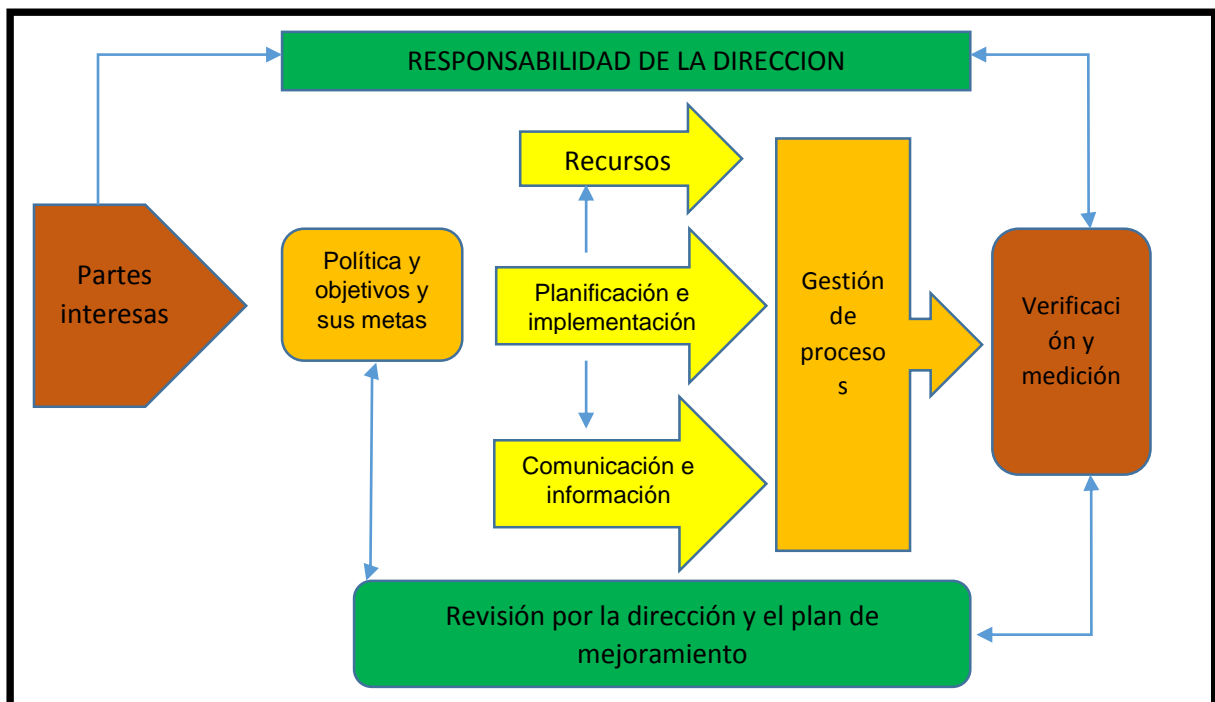 RESPONSABILIDAD DE LA DIRECCION
Recursos
Partes
interesas
Política y
objetivos y
sus metas
Planificación e
implementación
Gestión
de
proceso
s
Verificaci
ón y
medición
Comunicación e
información
Revisión por la dirección y el plan de
mejoramiento